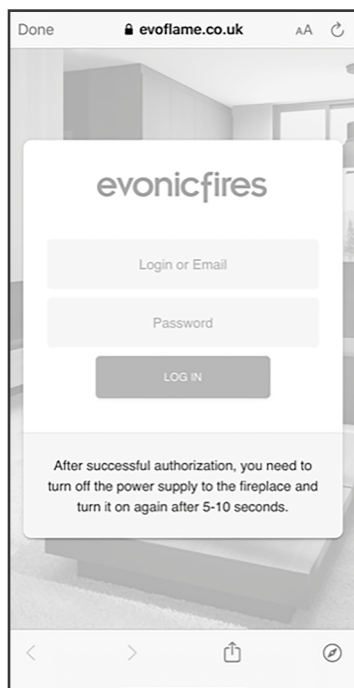 Done evoflame.co.uk AA
evonicfires
Login or Email
Password
LOG IN
After successful authorization, you need to
turn off the power supply to the fireplace and
turn it on again after 5-10 seconds.